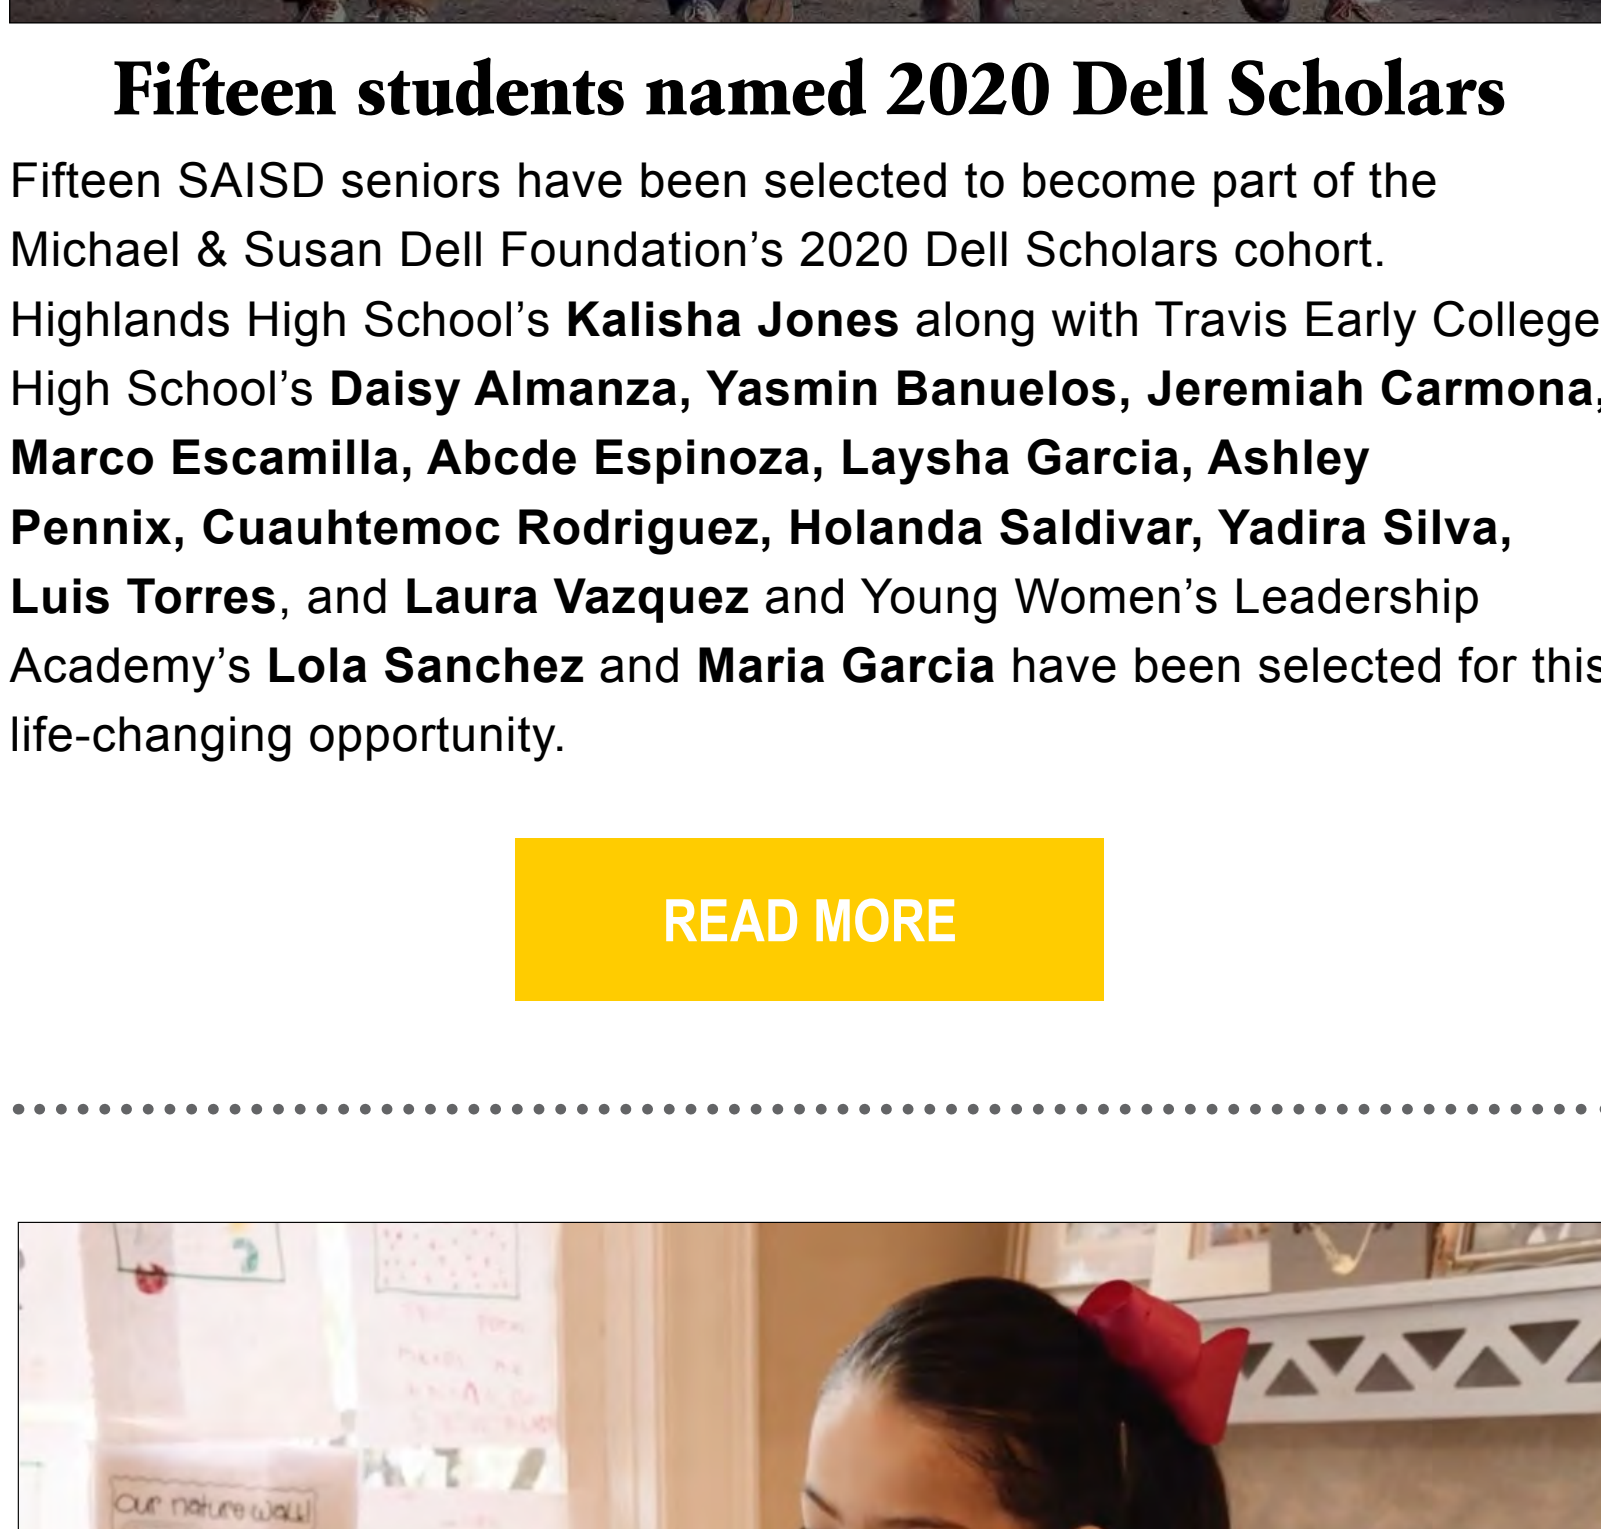 Fifteen students named 2020 Dell Scholars
Fifteen SAISD seniors have been selected to become part of the
Michael & Susan Dell Foundation’s 2020 Dell Scholars cohort.
Highlands High School’s Kalisha Jones along with Travis Early College
High School’s Daisy Almanza, Yasmin Banuelos, Jeremiah Carmona,
Marco Escamilla, Abcde Espinoza, Laysha Garcia, Ashley
Pennix, Cuauhtemoc Rodriguez, Holanda Saldivar, Yadira Silva,
Luis Torres, and Laura Vazquez and Young Women’s Leadership
Academy’s Lola Sanchez and Maria Garcia have been selected for this
life-changing opportunity.
READ MORE
our nature walk!